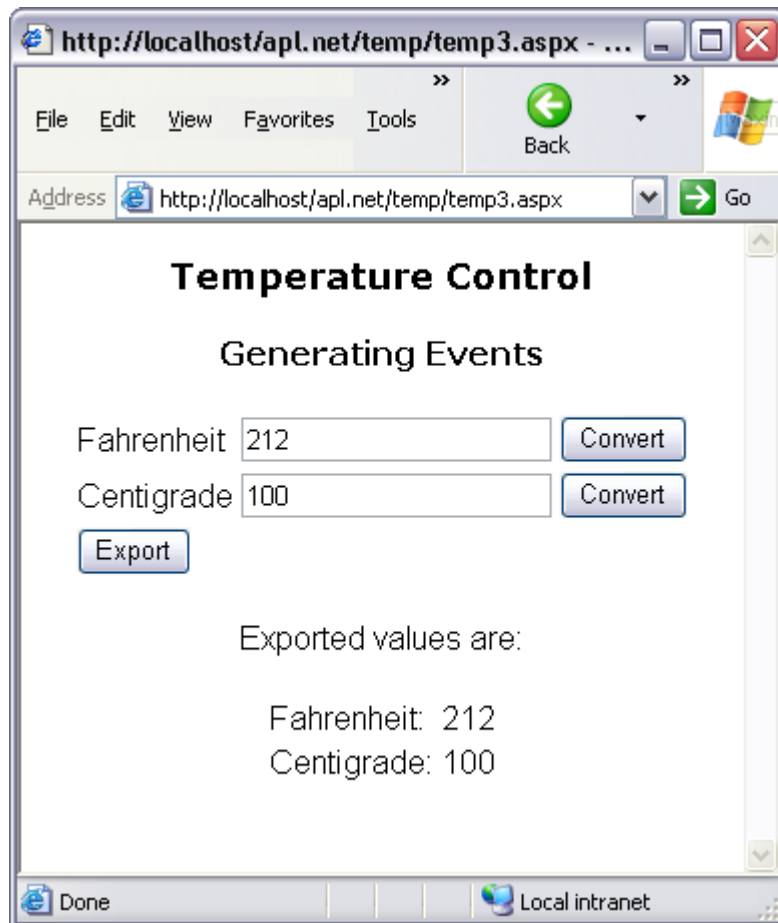 http://localhost/apl.net/temp/temp3.aspx - ...
»
»
File Edit View Favorites Tools
Back
Address http://localhost/apl.net/temp/temp3.aspx Go
Temperature Control
Generating Events
Fahrenheit 212 Convert
Centigrade 100 Convert
Export
Exported values are:
Fahrenheit: 212
Centigrade: 100
Done Local intranet